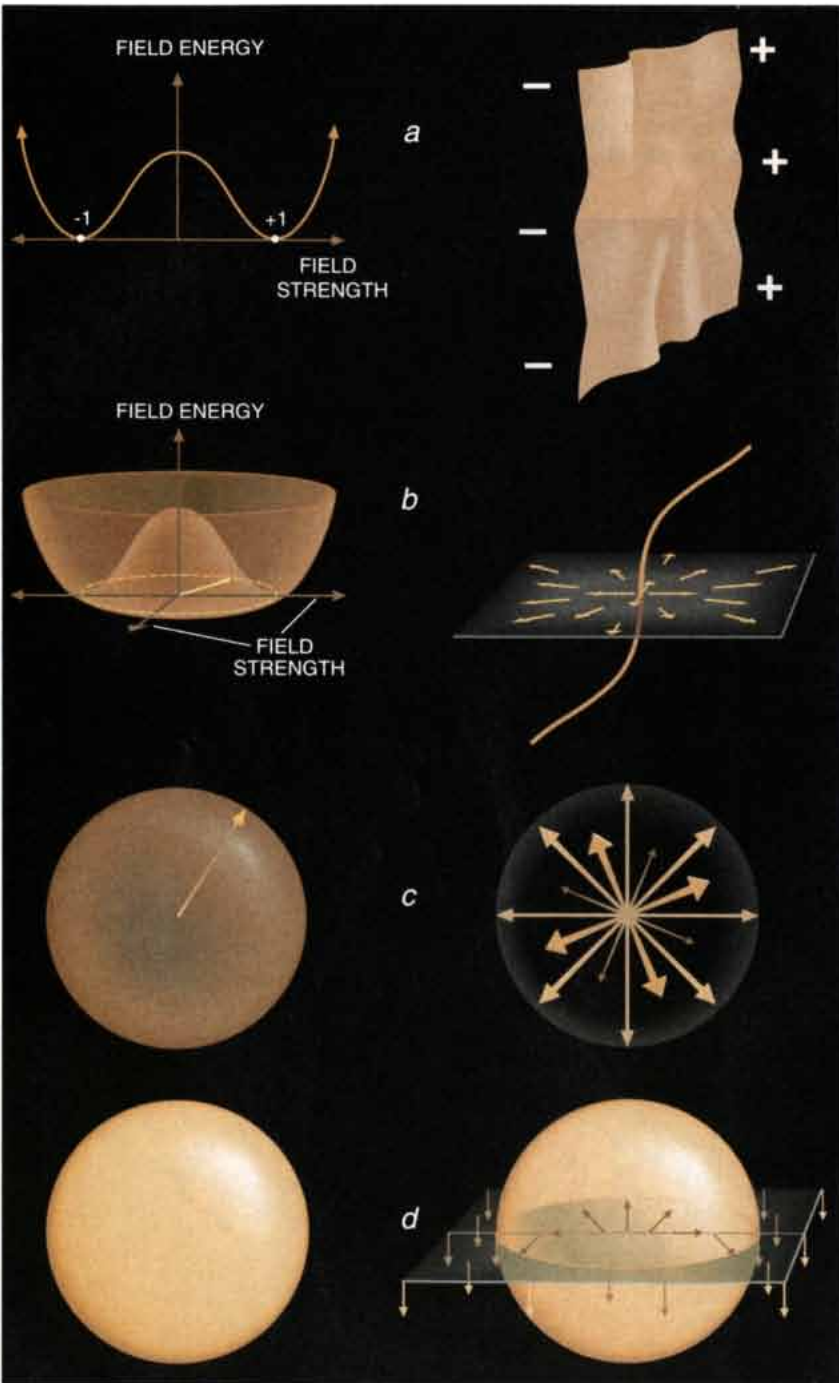 FIELD ENERGY
a
-1
+1
FIELD
STRENGTH
−
+
+
−
+
−
FIELD ENERGY
b
FIELD
STRENGTH
c
d